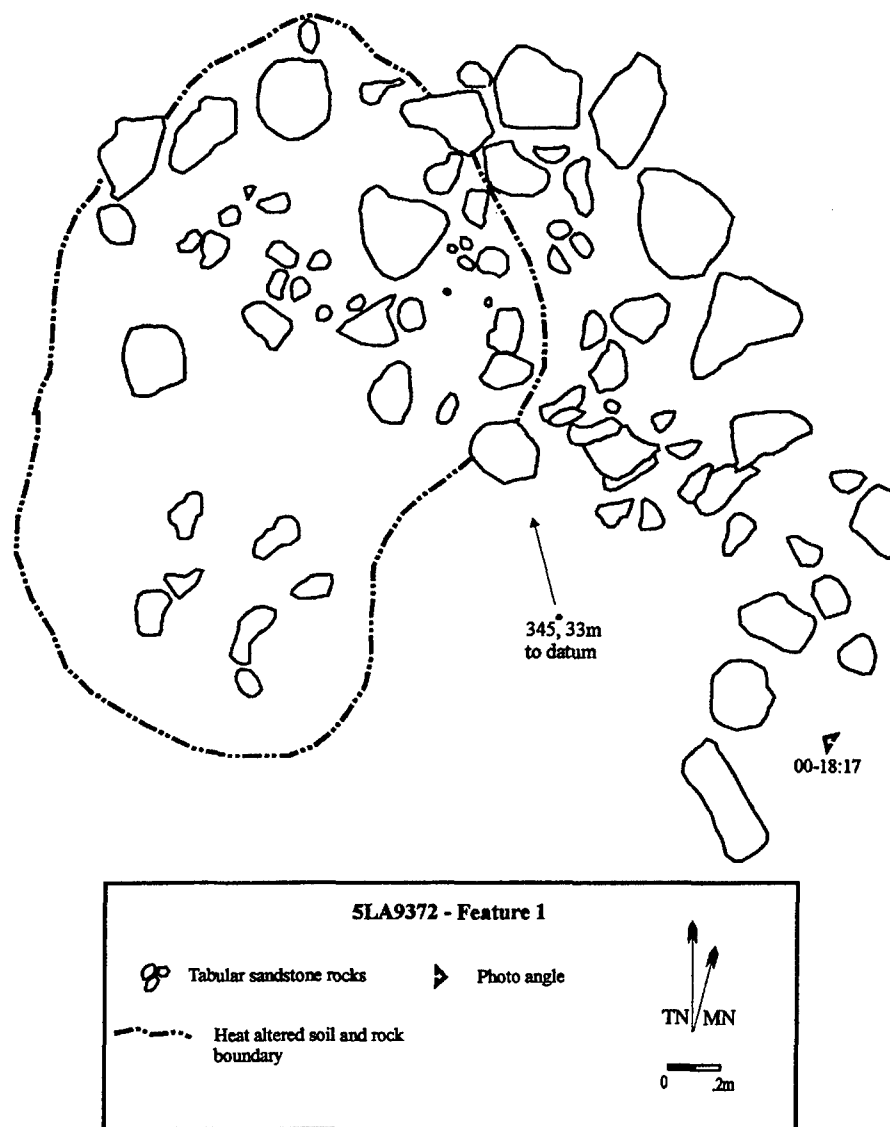 345°, 33m
to datum
00-18:17
5LA9372 - Feature 1
Tabular sandstone rocks
Photo angle
Heat altered soil and rock
boundary
TN MN
0 .2m